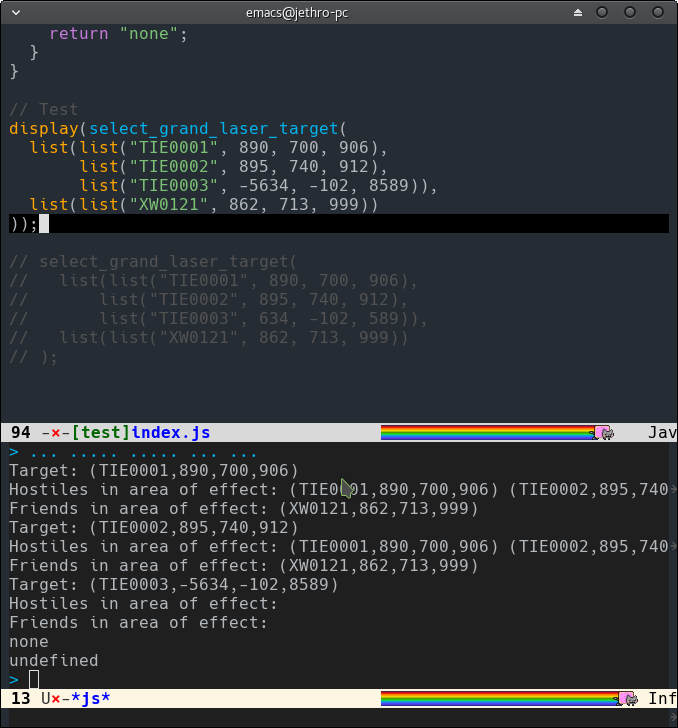 emacs@jethro-pc
    return "none";
  }
}
// Test
display(select_grand_laser_target(
  list(list("TIE0001", 890, 700, 906),
       list("TIE0002", 895, 740, 912),
       list("TIE0003", -5634, -102, 8589)),
  list(list("XW0121", 862, 713, 999))
));
// select_grand_laser_target(
//   list(list("TIE0001", 890, 700, 906),
//       list("TIE0002", 895, 740, 912),
//       list("TIE0003", 634, -102, 589)),
//   list(list("XW0121", 862, 713, 999))
// );
94 -×-[test]index.js Jav
> ... ..... ..... ... ...
Target: (TIE0001,890,700,906)
Hostiles in area of effect: (TIE0001,890,700,906) (TIE0002,895,740
Friends in area of effect: (XW0121,862,713,999)
Target: (TIE0002,895,740,912)
Hostiles in area of effect: (TIE0001,890,700,906) (TIE0002,895,740
Friends in area of effect: (XW0121,862,713,999)
Target: (TIE0003,-5634,-102,8589)
Hostiles in area of effect:
Friends in area of effect:
none
undefined
>
13 U×-*js* Inf